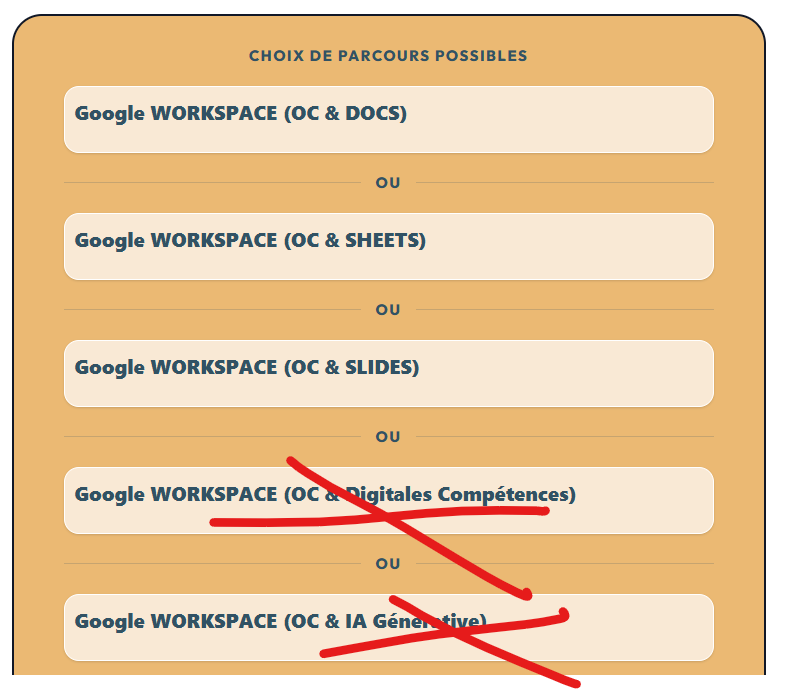 CHOIX DE PARCOURS POSSIBLES
Google WORKSPACE (OC & DOCS)
OU
Google WORKSPACE (OC & SHEETS)
OU
Google WORKSPACE (OC & SLIDES)
OU
Google WORKSPACE (OC & Digitales Compétences)
OU
Google WORKSPACE (OC & IA Générative)